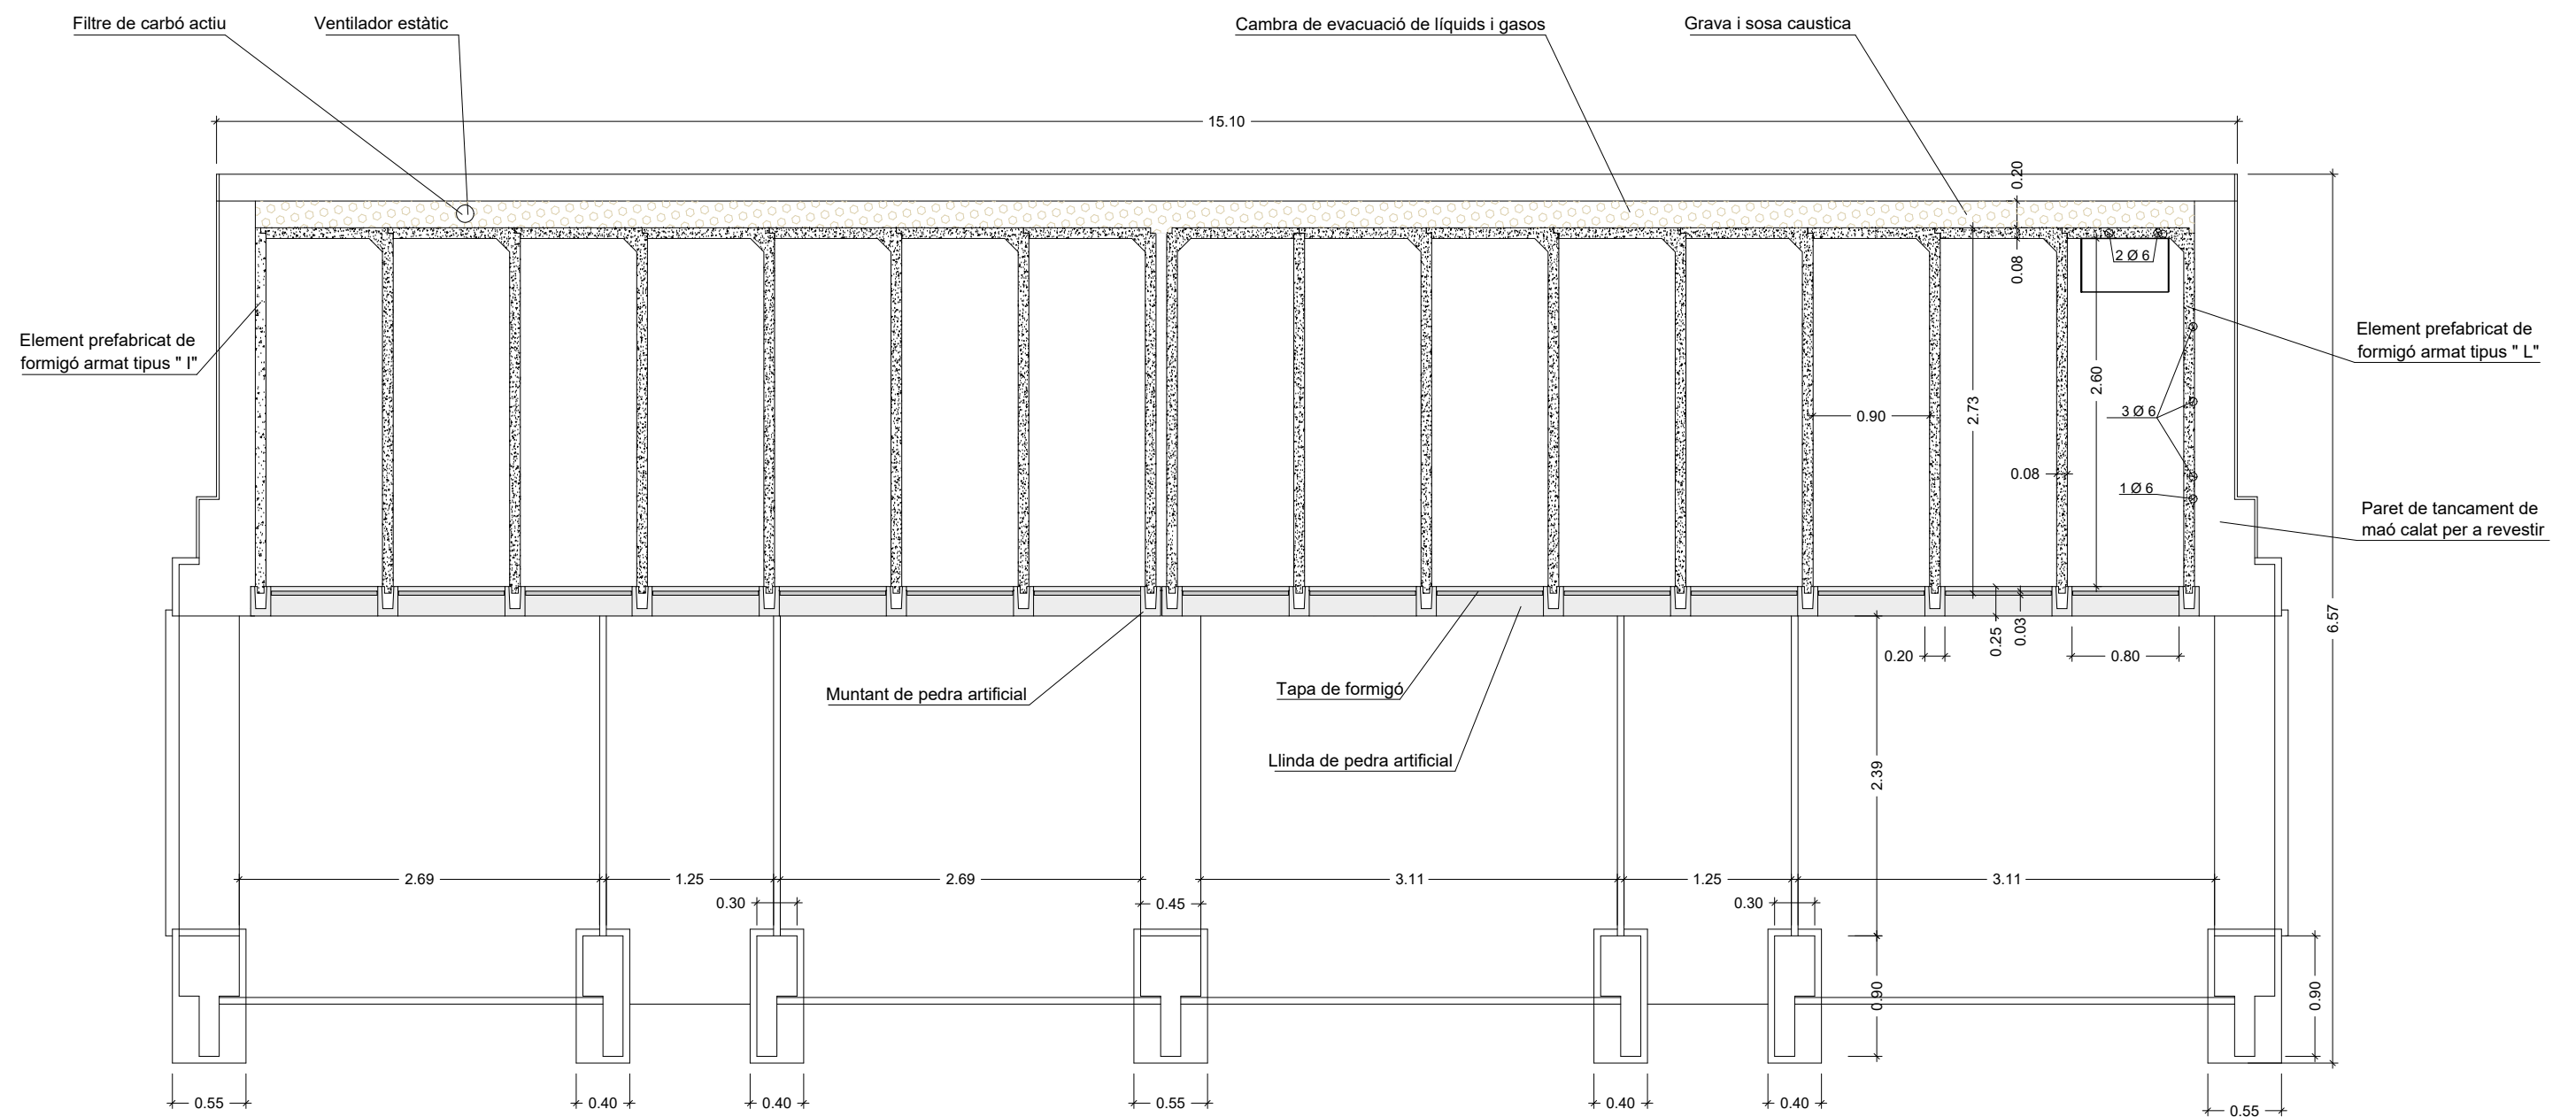 Filtre de carbó actiu
Ventilador estàtic
Cambra de evacuació de líquids i gasos
Grava i sosa caustica
15.10
0.20
0.08
2 Ø 6
Element prefabricat de
formigó armat tipus " I"
Element prefabricat de
formigó armat tipus " L"
2.60
2.73
0.90
3 Ø 6
0.08
1 Ø 6
Paret de tancament de
maó calat per a revestir
6.57
0.25
0.03
0.20
0.80
Muntant de pedra artificial
Tapa de formigó
Llinda de pedra artificial
2.39
2.69
1.25
2.69
3.11
1.25
3.11
0.30
0.45
0.30
0.90
0.90
0.55
0.40
0.40
0.55
0.40
0.40
0.55